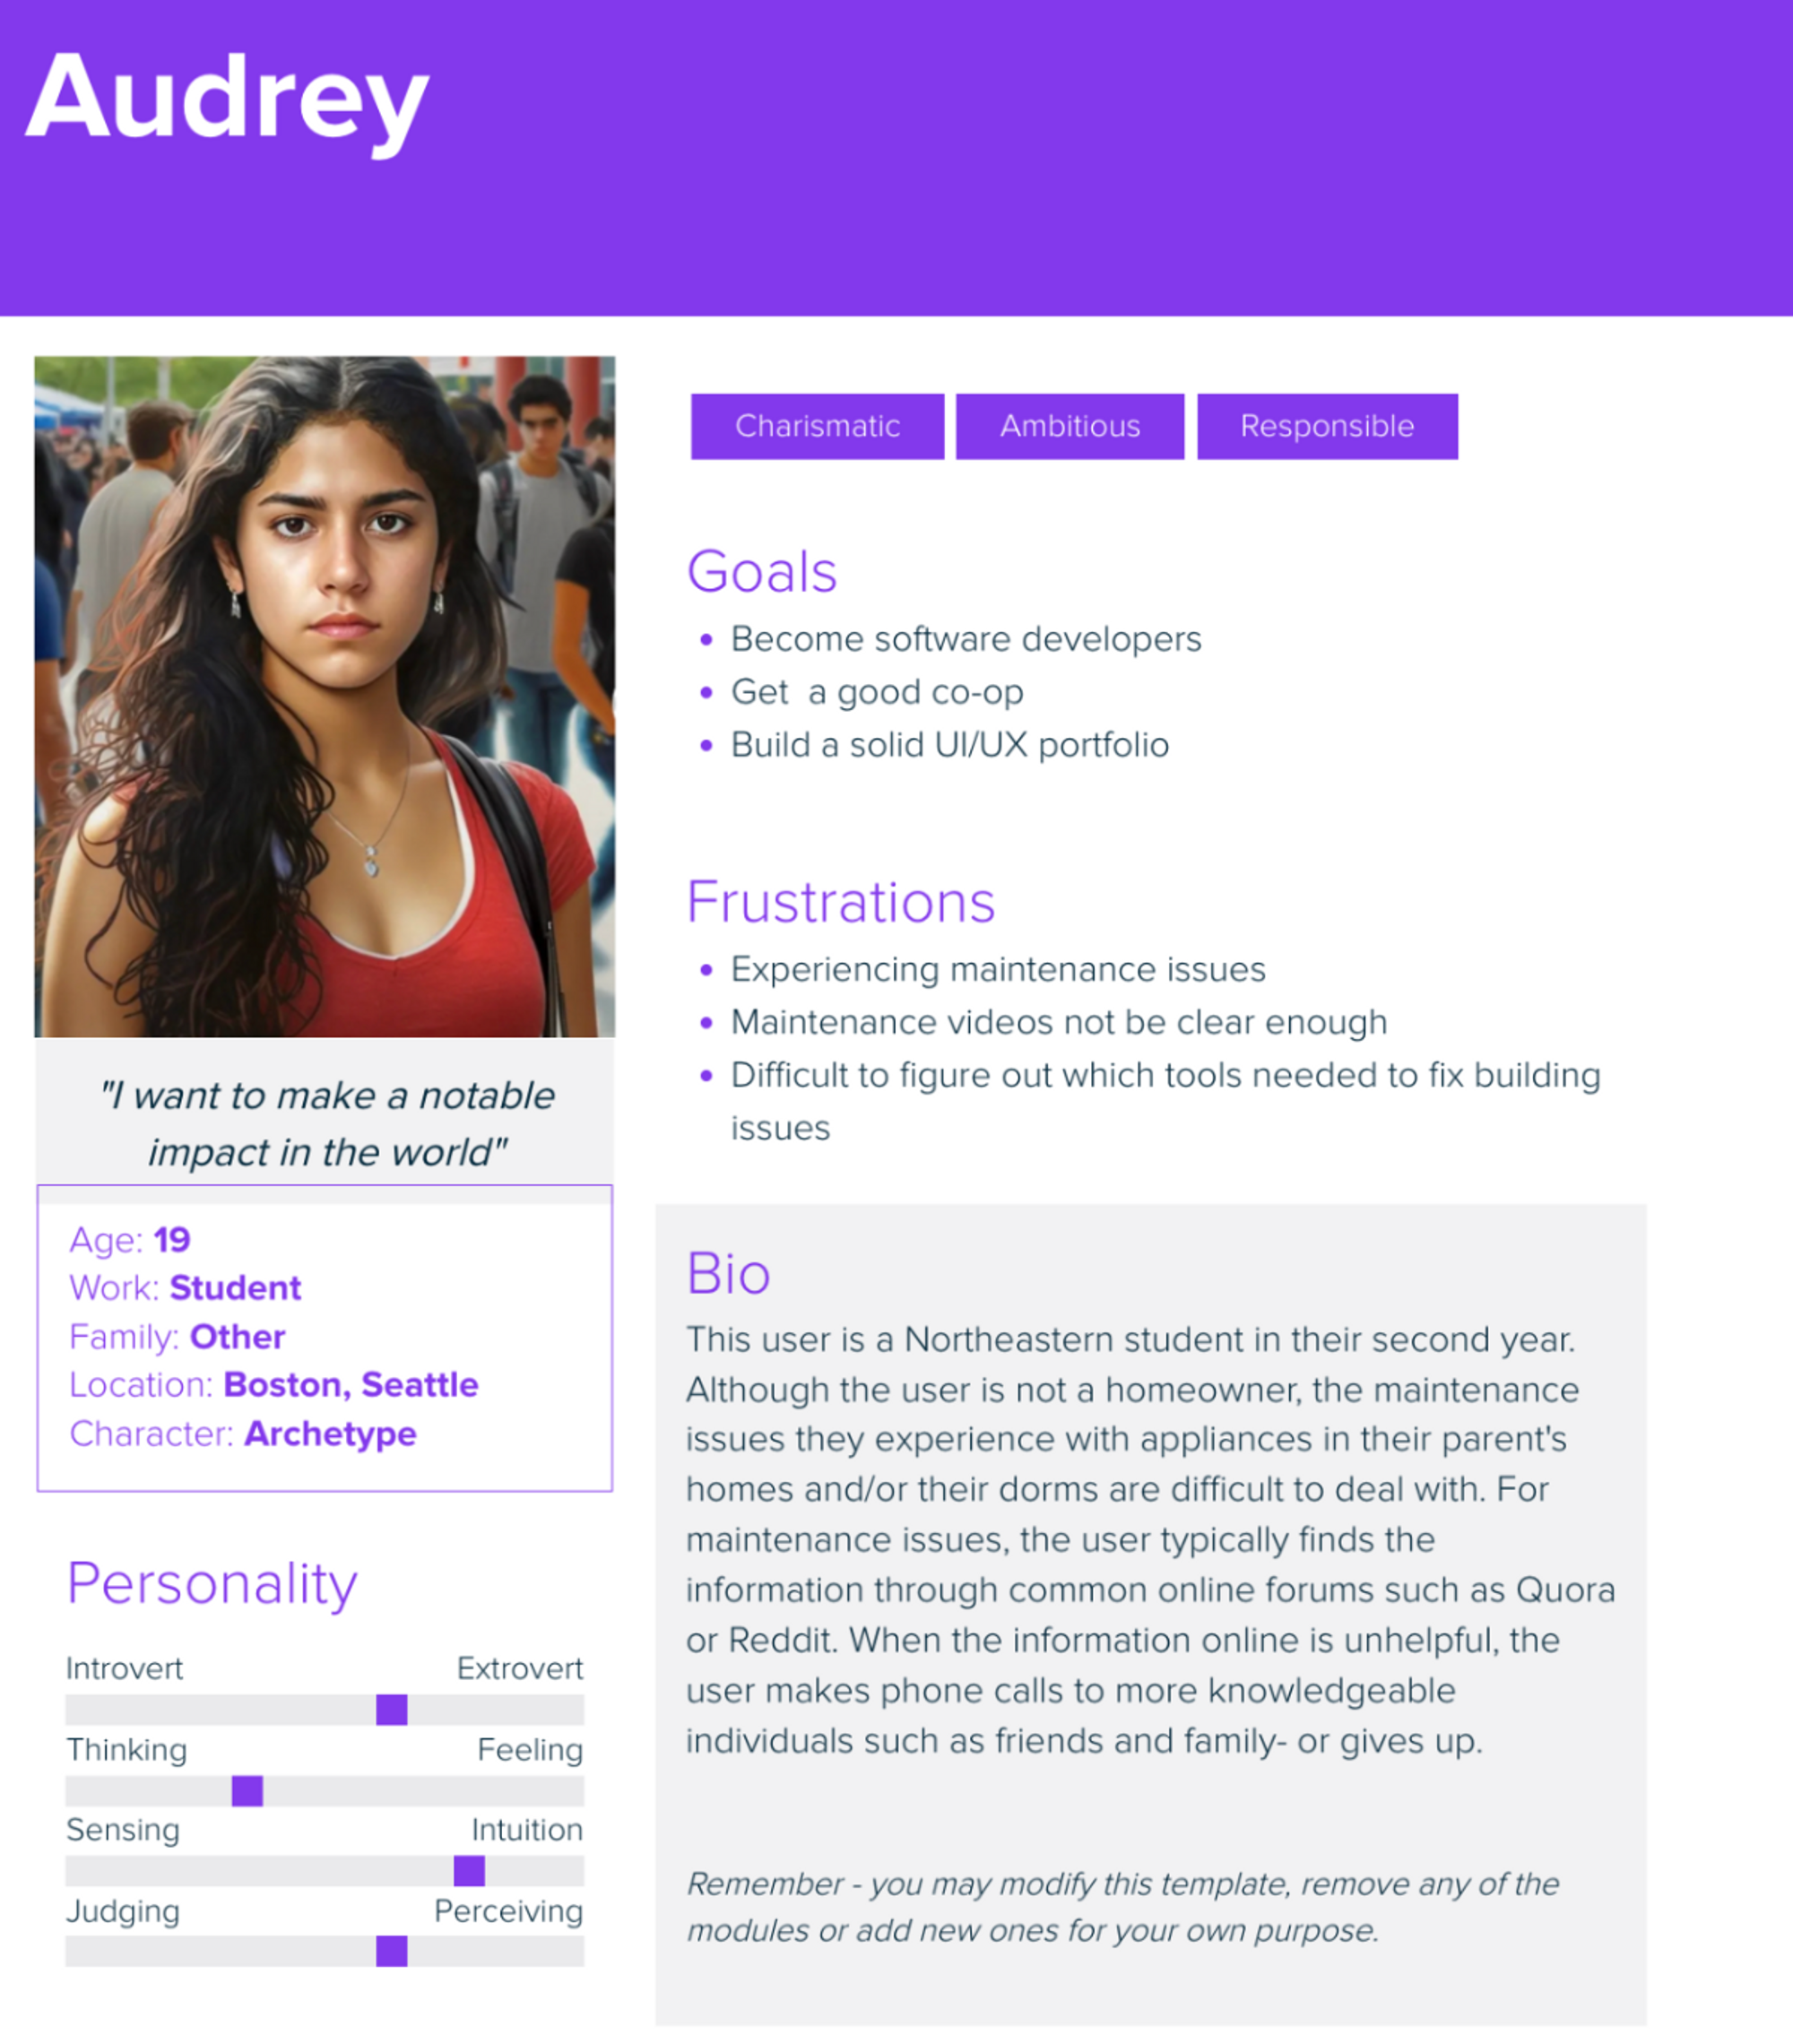 Audrey
Charismatic
Ambitious
Responsible
Goals
• Become software developers
• Get  a good co-op
• Build a solid UI/UX portfolio
Frustrations
• Experiencing maintenance issues
• Maintenance videos not be clear enough
• Difficult to figure out which tools needed to fix building
issues
"I want to make a notable
impact in the world"
Age: 19
Work: Student
Family: Other
Location: Boston, Seattle
Character: Archetype
Personality
Introvert Extrovert
Thinking Feeling
Sensing Intuition
Judging Perceiving
Bio
This user is a Northeastern student in their second year.
Although the user is not a homeowner, the maintenance
issues they experience with appliances in their parent's
homes and/or their dorms are difficult to deal with. For
maintenance issues, the user typically finds the
information through common online forums such as Quora
or Reddit. When the information online is unhelpful, the
user makes phone calls to more knowledgeable
individuals such as friends and family- or gives up.
Remember - you may modify this template, remove any of the
modules or add new ones for your own purpose.